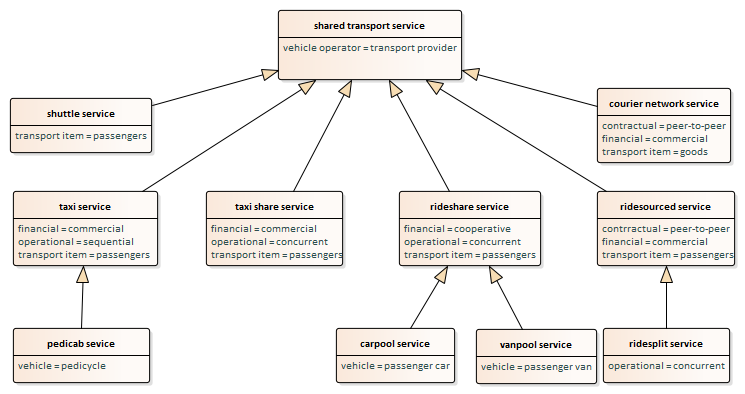 shared transport service
vehicle operator = transport provider
shuttle service
transport item = passengers
courier network service
contractual = peer-to-peer
financial = commercial
transport item = goods
taxi service
financial = commercial
operational = sequential
transport item = passengers
taxi share service
financial = commercial
operational = concurrent
transport item = passengers
rideshare service
financial = cooperative
operational = concurrent
transport item = passengers
ridesourced service
contrractual = peer-to-peer
financial = commercial
transport item = passengers
pedicab sevice
vehicle = pedicycle
carpool service
vehicle = passenger car
vanpool service
vehicle = passenger van
ridesplit service
operational = concurrent